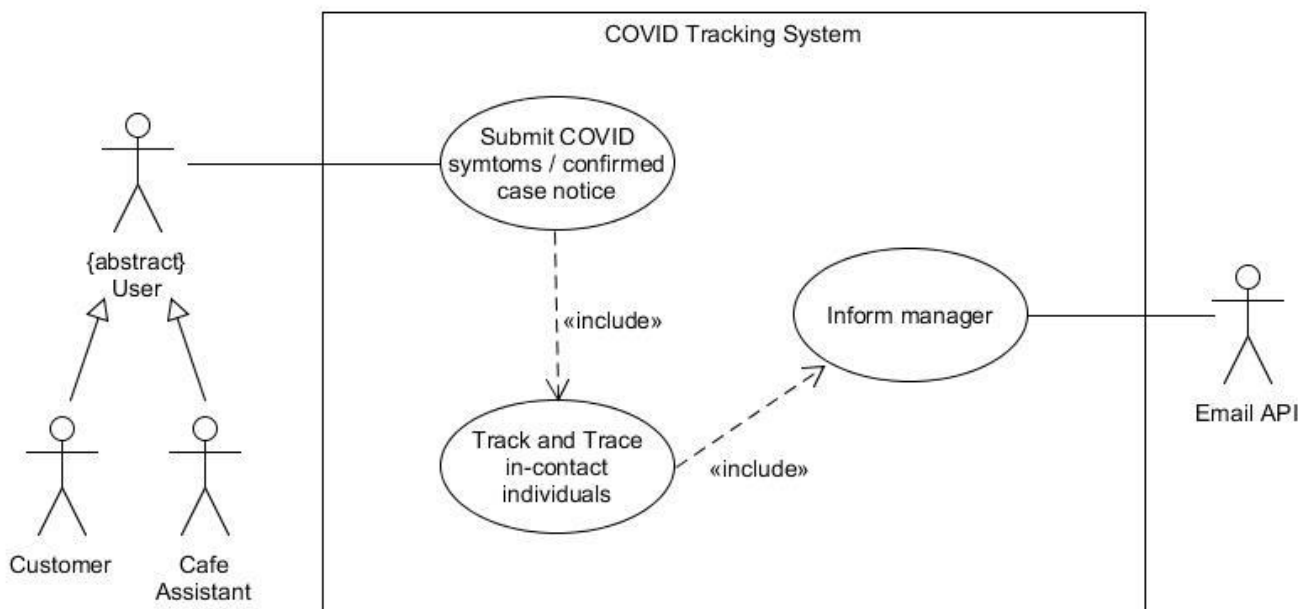 COVID Tracking System
Submit COVID
symtoms / confirmed
case notice
{abstract}
User
«include»
Inform manager
Email API
Track and Trace
in-contact
individuals
«include»
Customer
Cafe
Assistant